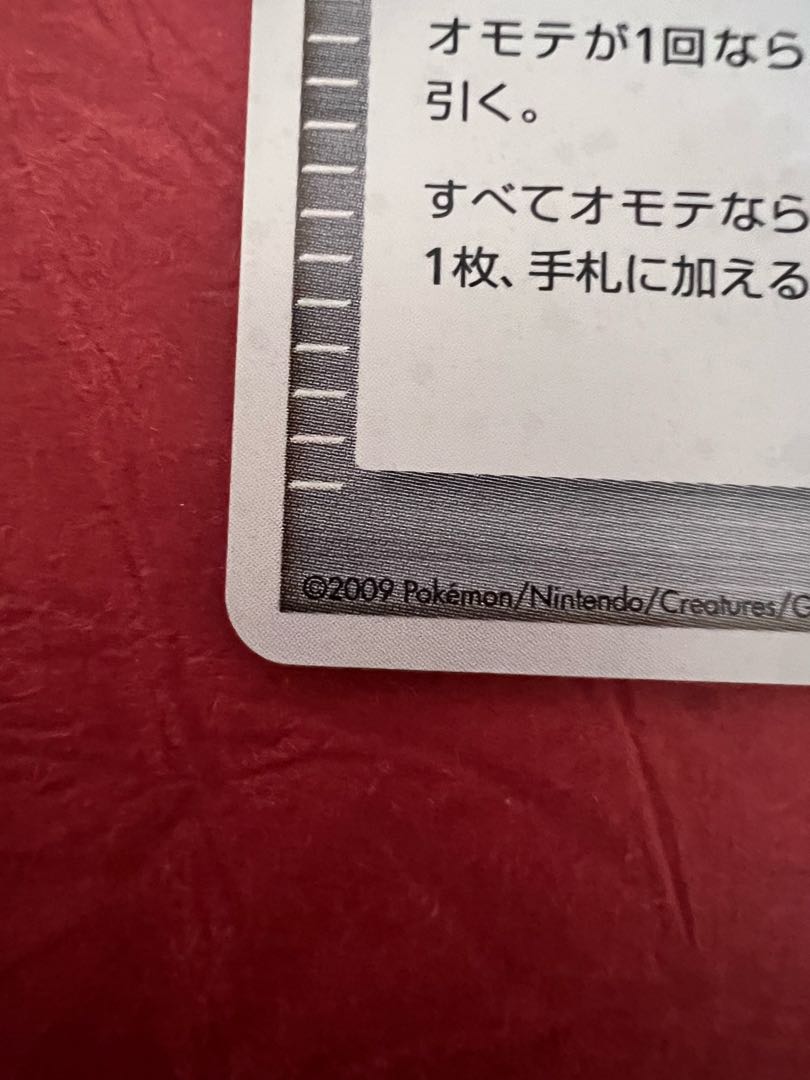 オモテが1回なら
引く。
すべてオモテなら
1枚、手札に加える
©2009 Pokémon/Nintendo/Creatures/G